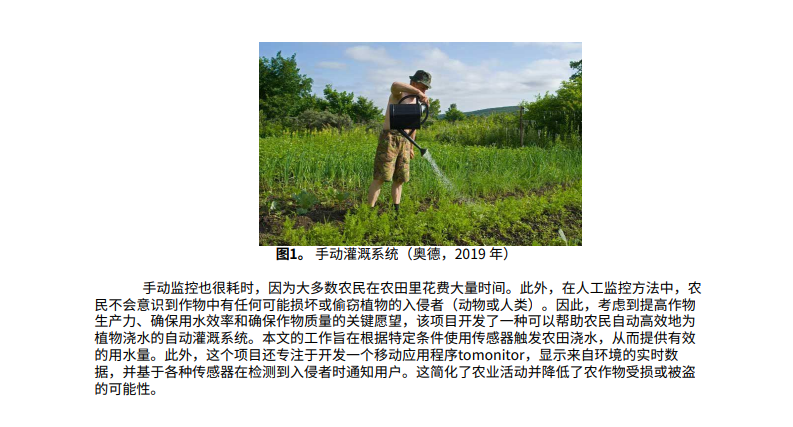 图1。 手动灌溉系统（奥德，2019 年）
手动监控也很耗时，因为大多数农民在农田里花费大量时间。此外，在人工监控方法中，农
民不会意识到作物中有任何可能损坏或偷窃植物的入侵者（动物或人类）。因此，考虑到提高作物
生产力、确保用水效率和确保作物质量的关键愿望，该项目开发了一种可以帮助农民自动高效地为
植物浇水的自动灌溉系统。本文的工作旨在根据特定条件使用传感器触发农田浇水，从而提供有效
的用水量。此外，这个项目还专注于开发一个移动应用程序tomonitor，显示来自环境的实时数
据，并基于各种传感器在检测到入侵者时通知用户。这简化了农业活动并降低了农作物受损或被盗
的可能性。